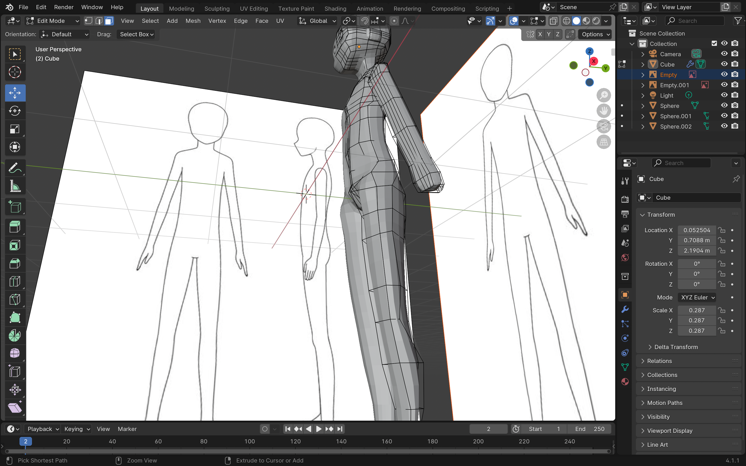 File Edit Render Window Help Layout Modeling Sculpting UV Editing Texture Paint Shading Animation Rendering Compositing Geometry Nodes Scripting + Scene View Layer
Edit Mode View Select Add Mesh Vertex Edge Face UV Global
Search
Orientation: Default Drag: Select Box X Y Z Options
Scene Collection
User Perspective
(2) Cube
Collection
Camera
Cube
Empty
Empty.001
Light
Sphere
Sphere.001
Sphere.002
Z
X
Y
Search
Cube
Cube
Transform
Location X 0.052504
Y 0.7088 m
Z 2.1904 m
Rotation X 0°
Y 0°
Z 0°
Mode XYZ Euler
Scale X 0.287
Y 0.287
Z 0.287
Delta Transform
Relations
Collections
Instancing
Motion Paths
Visibility
Viewport Display
Line Art
Playback Keying View Marker 2 Start 1 End 250
2 20 40 60 80 100 120 140 160 180 200 220 240
Pick Shortest Path Zoom View Extrude to Cursor or Add 4.1.1